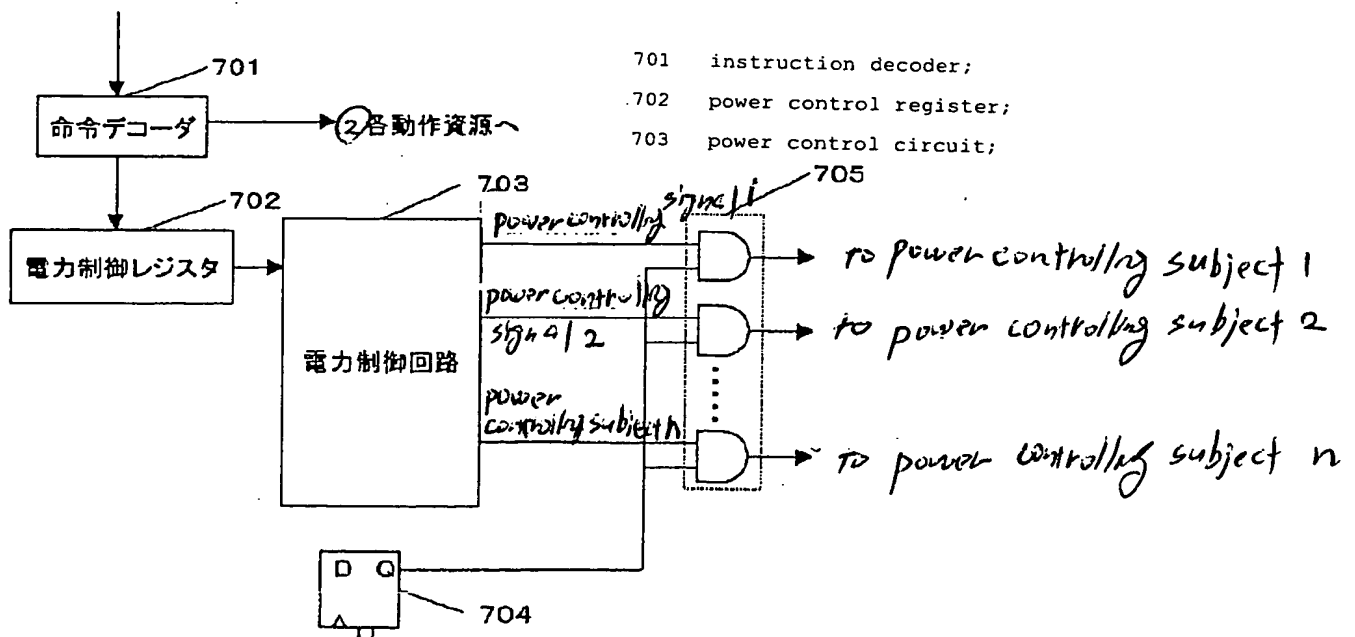 701
701 instruction decoder;
.702 power control register;
703 power control circuit;
命令デコーダ
②各動作資源へ
702
703
705
電力制御レジスタ
power controlling signal 1
to power controlling subject 1
power controlling
signal 2
to power controlling subject 2
電力制御回路
power
controlling subject n
to power controlling subject n
D Q
704